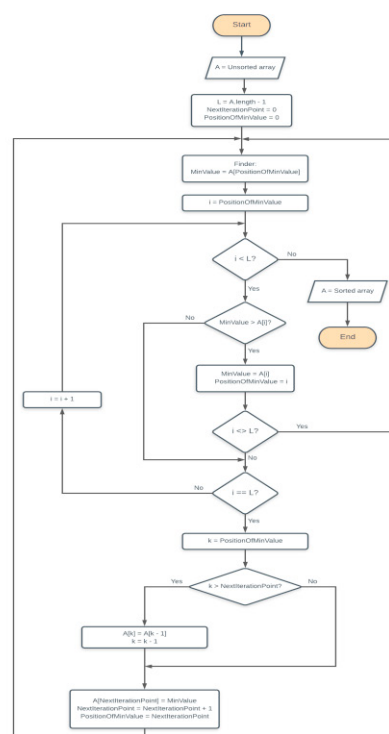 Start
A = Unsorted array
L = A.length - 1
NextIterationPoint = 0
PositionOfMinValue = 0
Finder:
MinValue = A[PositionOfMinValue]
i = PositionOfMinValue
i < L?
No
Yes
A = Sorted array
End
MinValue > A[i]?
No
Yes
MinValue = A[i]
PositionOfMinValue = i
i = i + 1
i <> L?
Yes
No
i == L?
No
Yes
k = PositionOfMinValue
k > NextIterationPoint?
Yes
No
A[k] = A[k - 1]
k = k - 1
A[NextIterationPoint] = MinValue
NextIterationPoint = NextIterationPoint + 1
PositionOfMinValue = NextIterationPoint